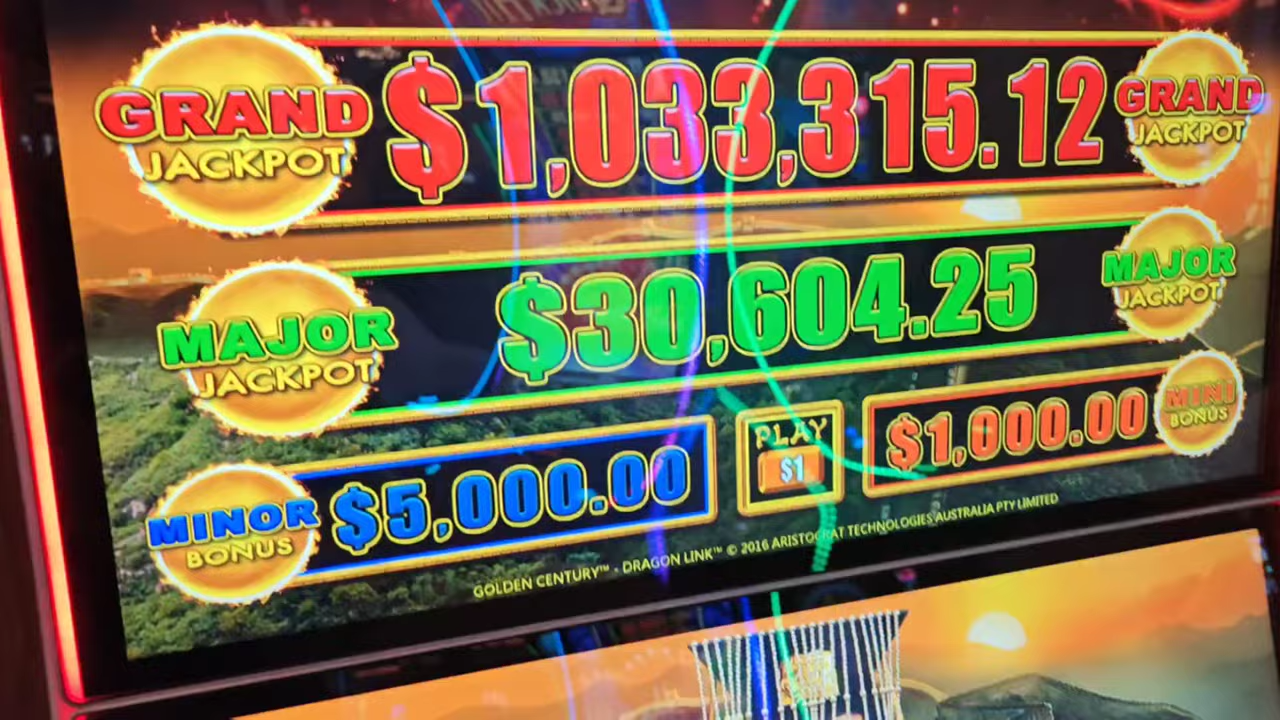 GRAND
JACKPOT
$1,033,315.12
GRAND
JACKPOT
MAJOR
JACKPOT
$30,604.25
MAJOR
JACKPOT
MINOR
BONUS
$5,000.00
PLAY
$1
$1,000.00
MINI
BONUS
GOLDEN CENTURY™ - DRAGON LINK™ © 2016 ARISTOCRAT TECHNOLOGIES AUSTRALIA PTY LIMITED